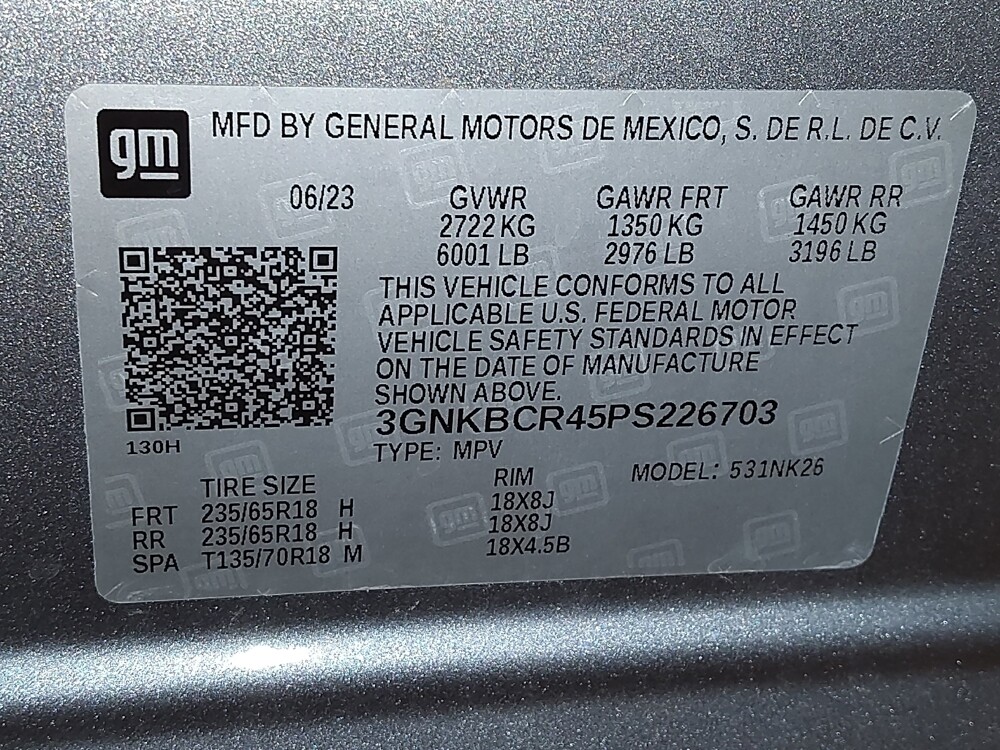 gm
MFD BY GENERAL MOTORS DE MEXICO, S. DE R.L. DE C.V.
06/23 GVWR GAWR FRT GAWR RR
2722 KG 1350 KG 1450 KG
6001 LB 2976 LB 3196 LB
THIS VEHICLE CONFORMS TO ALL
APPLICABLE U.S. FEDERAL MOTOR
VEHICLE SAFETY STANDARDS IN EFFECT
ON THE DATE OF MANUFACTURE
SHOWN ABOVE.
3GNKBCR45PS226703
130H
TYPE: MPV
TIRE SIZE RIM MODEL: 531NK26
FRT 235/65R18 H 18X8J
RR 235/65R18 H 18X8J
SPA T135/70R18 M 18X4.5B